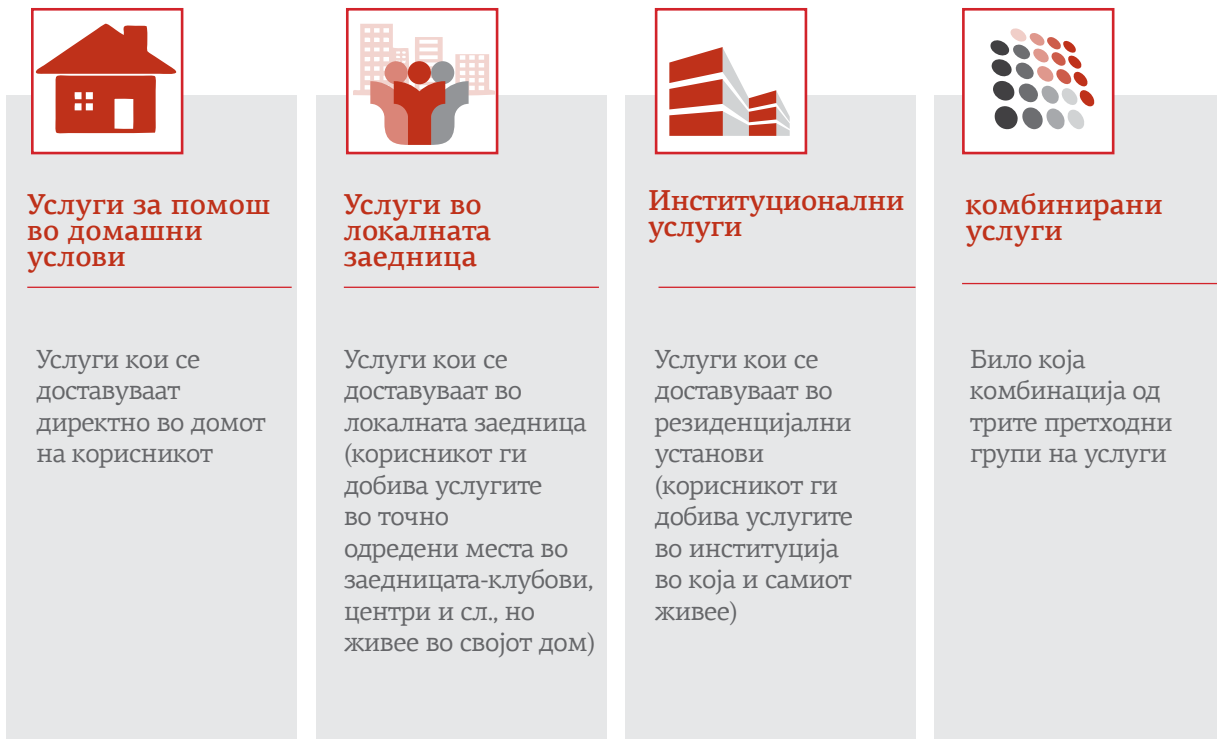 Услуги за помош
во домашни
услови
Услуги кои се
доставуваат
директно во домот
на корисникот
Услуги во
локалната
заедница
Услуги кои се
доставуваат во
локалната заедница
(корисникот ги
добива услугите
во точно
одредени места во
заедницата-клубови,
центри и сл., но
живее во својот дом)
Институционални
услуги
Услуги кои се
доставуваат во
резиденцијални
установи
(корисникот ги
добива услугите
во институција
во која и самиот
живее)
комбинирани
услуги
Било која
комбинација од
трите претходни
групи на услуги